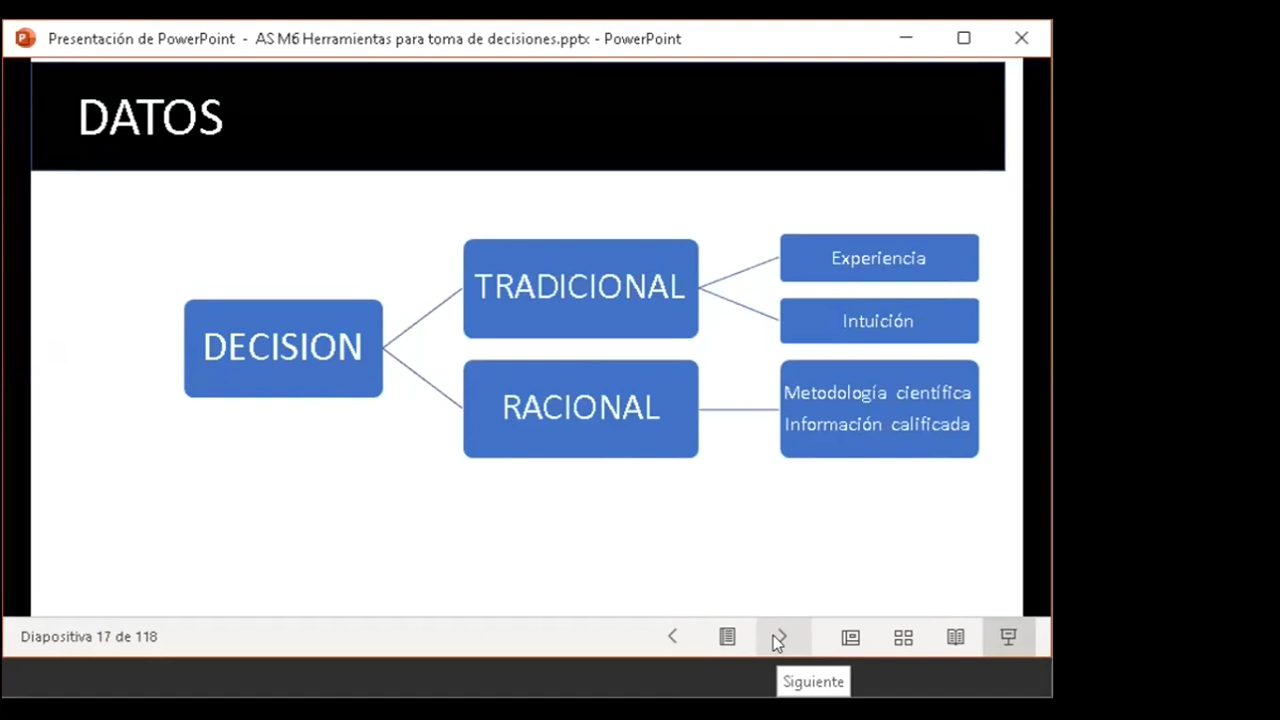 Presentación de PowerPoint - AS M6 Herramientas para toma de decisiones.pptx - PowerPoint
DATOS
DECISION
TRADICIONAL
RACIONAL
Experiencia
Intuición
Metodología científica
Información calificada
Diapositiva 17 de 118
Siguiente